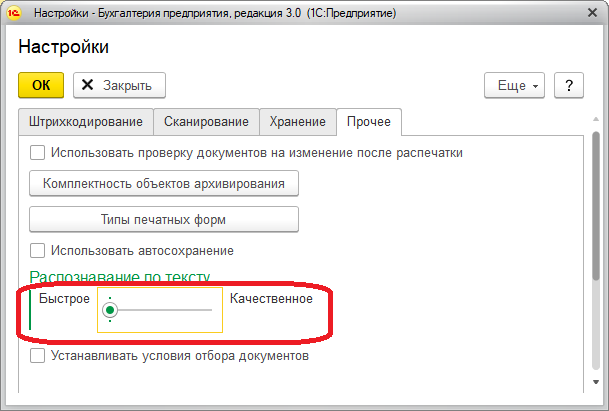 Настройки - Бухгалтерия предприятия, редакция 3.0 (1С:Предприятие)
Настройки
ОК
Закрыть
Еще
?
Штрихкодирование Сканирование Хранение Прочее
Использовать проверку документов на изменение после распечатки
Комплектность объектов архивирования
Типы печатных форм
Использовать автосохранение
Распознавание по тексту
Быстрое Качественное
Устанавливать условия отбора документов